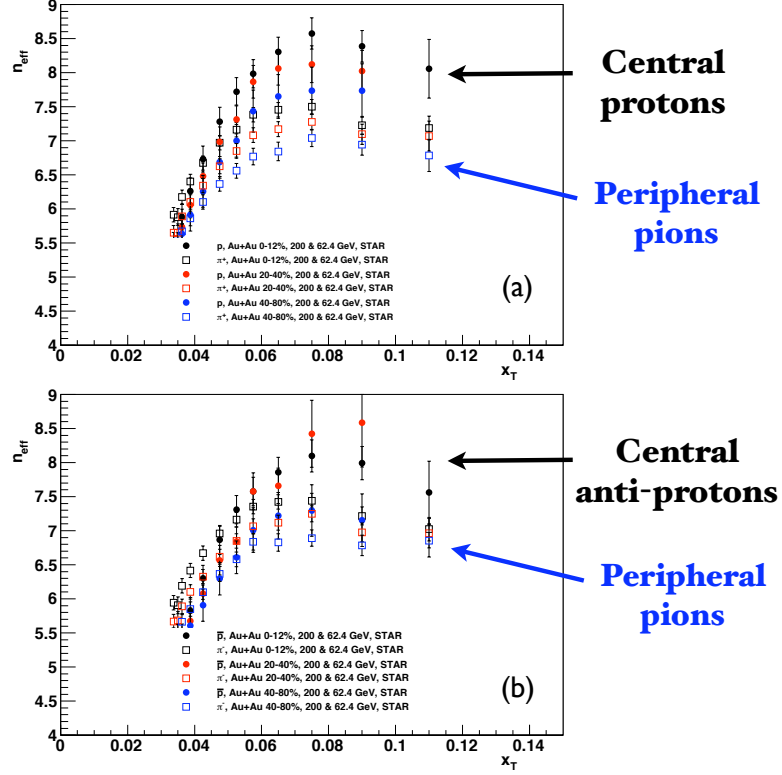 9
8.5
8
7.5
7
6.5
6
5.5
5
4.5
4
n_eff
p, Au+Au 0-12%, 200 & 62.4 GeV, STAR
π⁺, Au+Au 0-12%, 200 & 62.4 GeV, STAR
p, Au+Au 20-40%, 200 & 62.4 GeV, STAR
π⁺, Au+Au 20-40%, 200 & 62.4 GeV, STAR
p, Au+Au 40-80%, 200 & 62.4 GeV, STAR
π⁺, Au+Au 40-80%, 200 & 62.4 GeV, STAR
(a)
0 0.02 0.04 0.06 0.08 0.1 0.12 0.14
x_T
Central
protons
Peripheral
pions
9
8.5
8
7.5
7
6.5
6
5.5
5
4.5
4
n_eff
p̅, Au+Au 0-12%, 200 & 62.4 GeV, STAR
π⁻, Au+Au 0-12%, 200 & 62.4 GeV, STAR
p̅, Au+Au 20-40%, 200 & 62.4 GeV, STAR
π⁻, Au+Au 20-40%, 200 & 62.4 GeV, STAR
p̅, Au+Au 40-80%, 200 & 62.4 GeV, STAR
π⁻, Au+Au 40-80%, 200 & 62.4 GeV, STAR
(b)
0 0.02 0.04 0.06 0.08 0.1 0.12 0.14
x_T
Central
anti-protons
Peripheral
pions